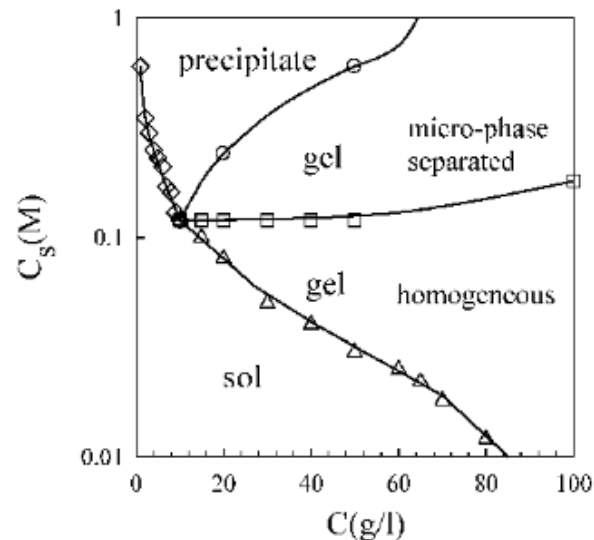 1
precipitate
micro-phase
separated
gel
C_s(M)
0.1
gel
homogeneous
sol
0.01
0 20 40 60 80 100
C(g/l)